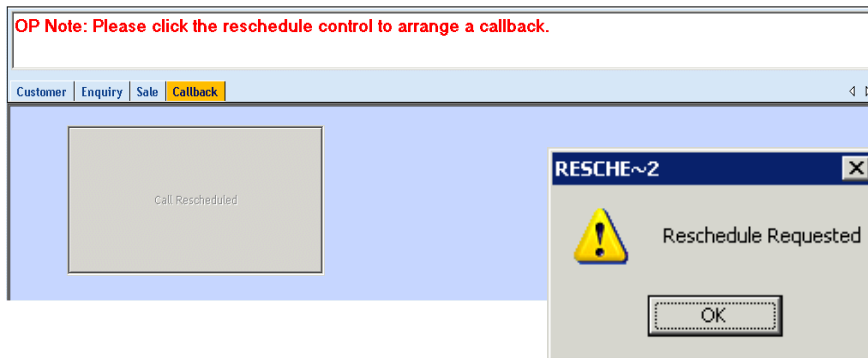 OP Note: Please click the reschedule control to arrange a callback.
Customer Enquiry Sale Callback
Call Rescheduled
RESCHE~2
Reschedule Requested
OK